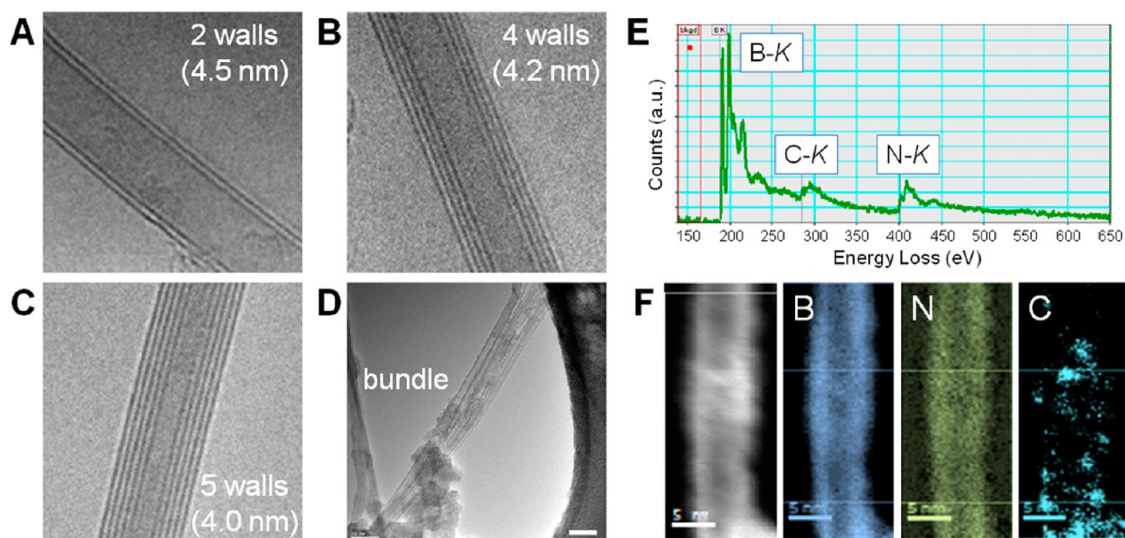 A
2 walls
(4.5 nm)
B
4 walls
(4.2 nm)
C
5 walls
(4.0 nm)
D
bundle
E
bkgd
B K
B-K
C-K
N-K
Counts (a.u.)
150 200 250 300 350 400 450 500 550 600 650
Energy Loss (eV)
F
5 nm
B
5 nm
N
5 nm
C
5 nm